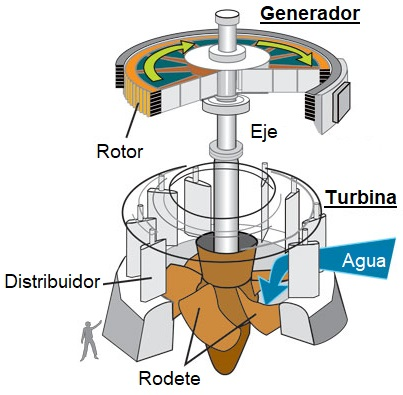 Generador
Rotor
Eje
Turbina
Agua
Distribuidor
Rodete